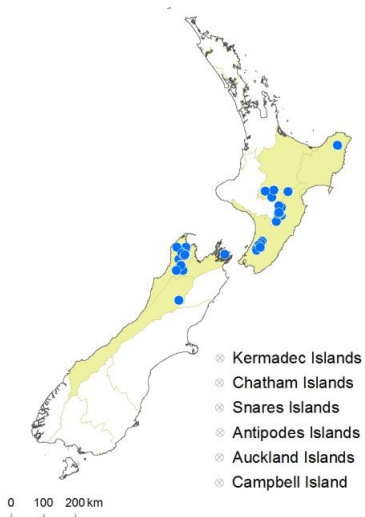 Kermadec Islands
Chatham Islands
Snares Islands
Antipodes Islands
Auckland Islands
Campbell Island
0 100 200 km